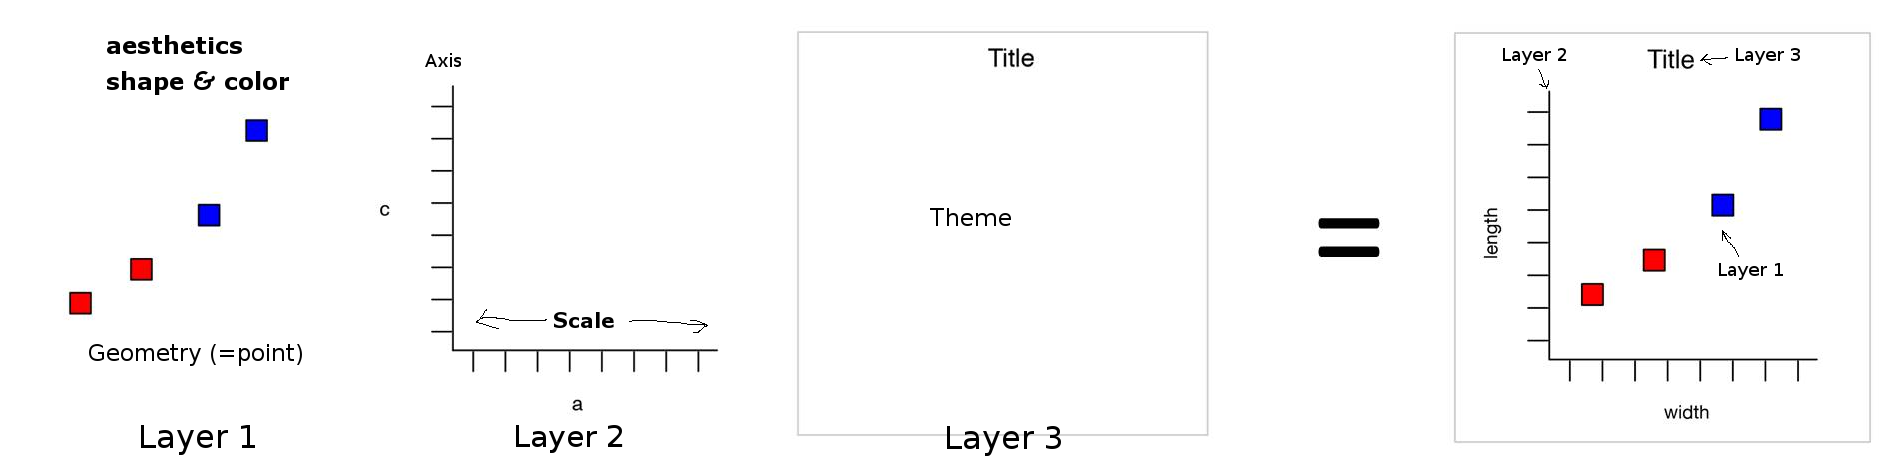 aesthetics
shape & color
Geometry (=point)
Layer 1
Axis
c
Scale
a
Layer 2
Title
Theme
Layer 3
Layer 2
Title
Layer 3
length
Layer 1
width